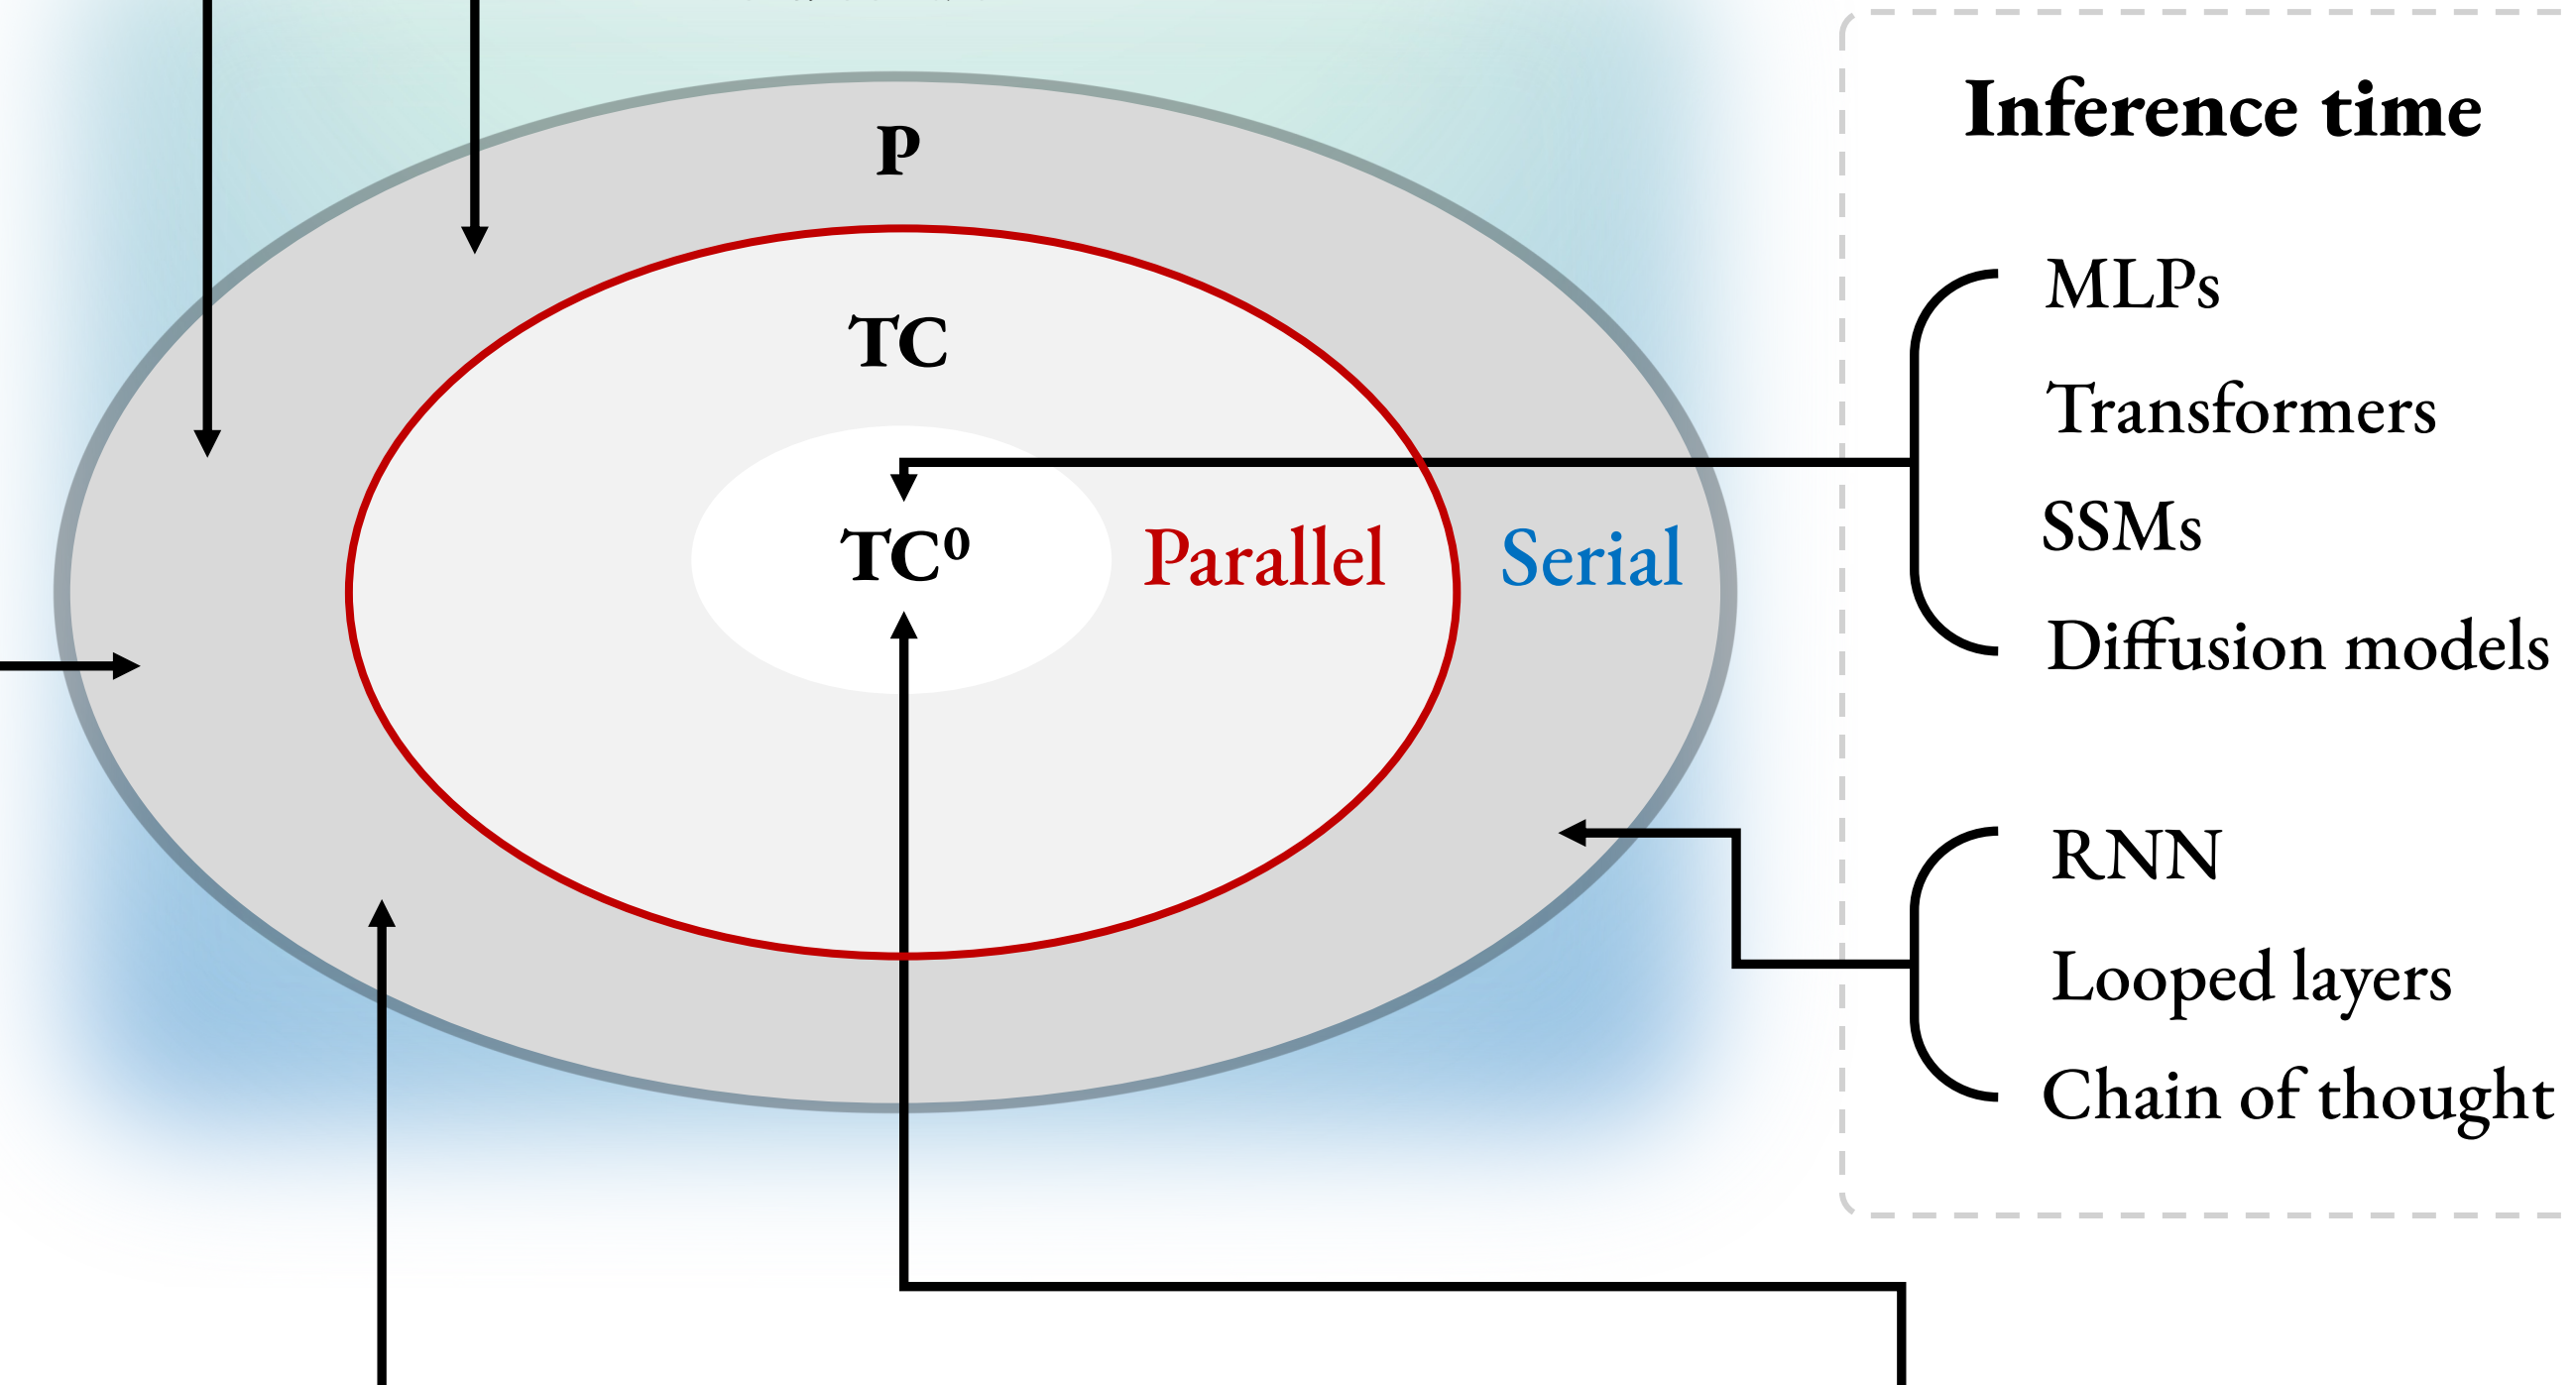 P
TC
TC⁰
Parallel
Serial
Inference time
MLPs
Transformers
SSMs
Diffusion models
RNN
Looped layers
Chain of thought